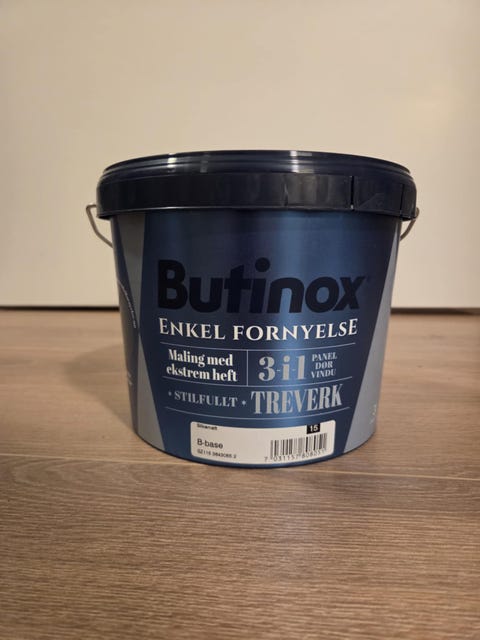 Butinox
ENKEL FORNYELSE
Maling med
ekstrem heft
3-i-1
PANEL
DØR
VINDU
• STILFULLT • TREVERK
Silkematt
15
B-base